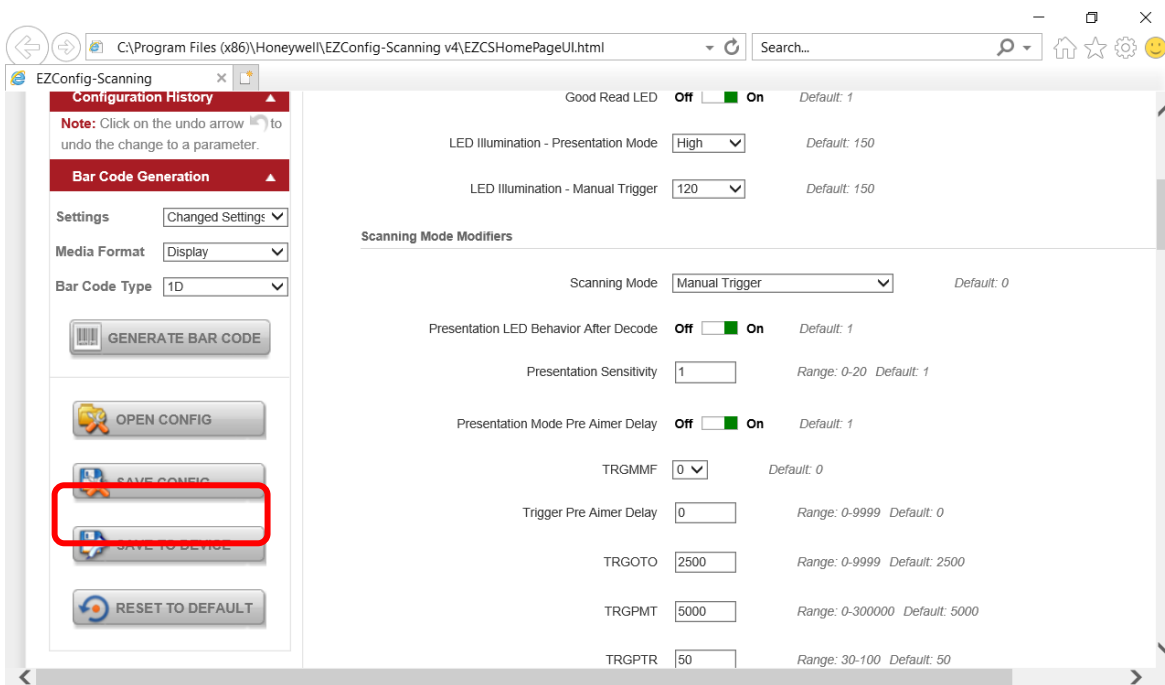 C:\Program Files (x86)\Honeywell\EZConfig-Scanning v4\EZCSHomePageUI.html
Search...
EZConfig-Scanning
Configuration History
Note: Click on the undo arrow to
undo the change to a parameter.
Bar Code Generation
Settings Changed Settings
Media Format Display
Bar Code Type 1D
GENERATE BAR CODE
OPEN CONFIG
SAVE CONFIG
SAVE TO DEVICE
RESET TO DEFAULT
Good Read LED Off On Default: 1
LED Illumination - Presentation Mode High Default: 150
LED Illumination - Manual Trigger 120 Default: 150
Scanning Mode Modifiers
Scanning Mode Manual Trigger Default: 0
Presentation LED Behavior After Decode Off On Default: 1
Presentation Sensitivity 1 Range: 0-20 Default: 1
Presentation Mode Pre Aimer Delay Off On Default: 1
TRGMMF 0 Default: 0
Trigger Pre Aimer Delay 0 Range: 0-9999 Default: 0
TRGOTO 2500 Range: 0-9999 Default: 2500
TRGPMT 5000 Range: 0-300000 Default: 5000
TRGPTR 50 Range: 30-100 Default: 50